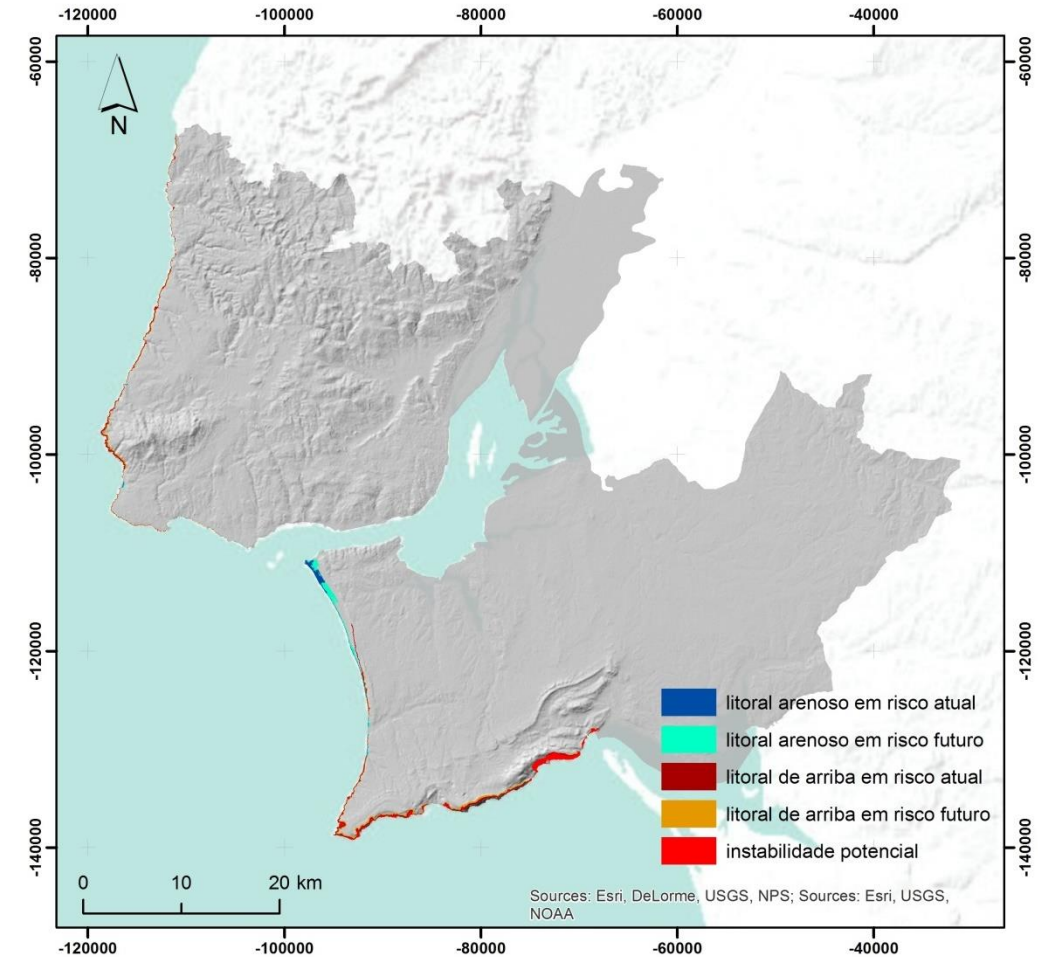 -120000 -100000 -80000 -60000 -40000
-60000 -60000
N
-80000 -80000
-100000 -100000
-120000 -120000
litoral arenoso em risco atual
litoral arenoso em risco futuro
litoral de arriba em risco atual
litoral de arriba em risco futuro
-140000 -140000
instabilidade potencial
0 10 20 km
Sources: Esri, DeLorme, USGS, NPS; Sources: Esri, USGS,
NOAA
-120000 -100000 -80000 -60000 -40000